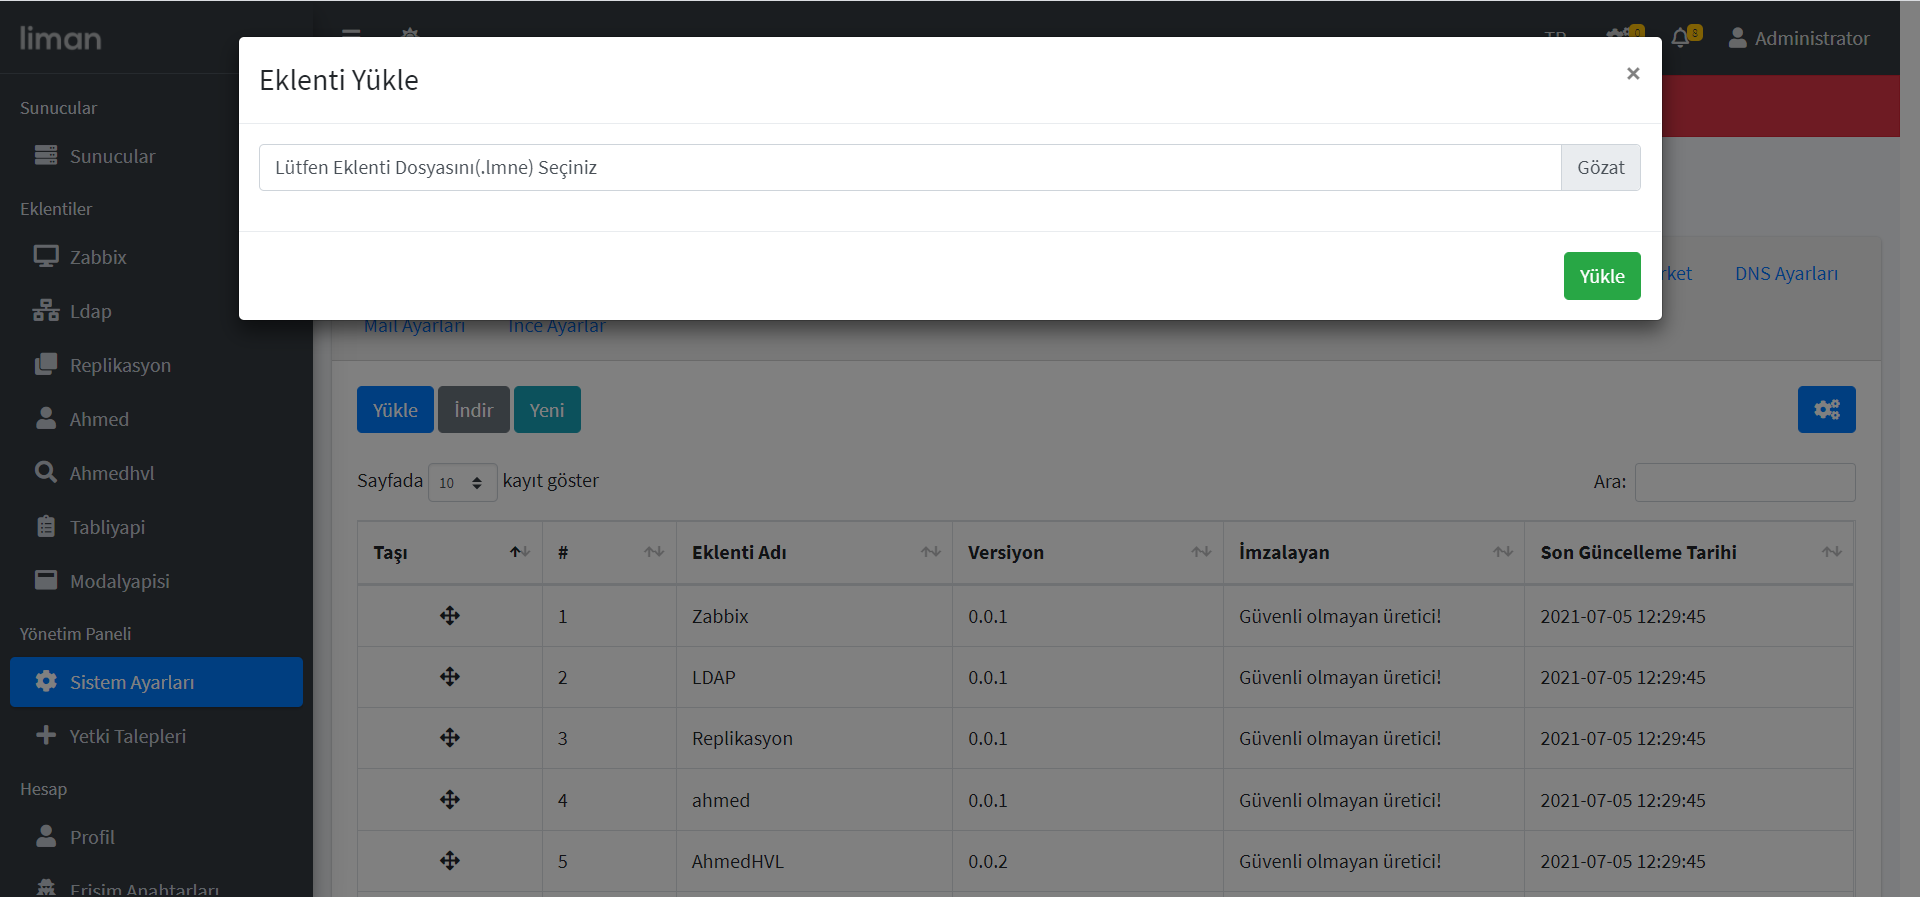 liman
TR
0
8
Administrator
Eklenti Yükle
×
Lütfen Eklenti Dosyasını(.lmne) Seçiniz
Gözat
Yükle
Sunucular
Sunucular
Eklentiler
Zabbix
Ldap
Replikasyon
Ahmed
Ahmedhvl
Tabliyapi
Modalyapisi
Yönetim Paneli
Sistem Ayarları
Yetki Talepleri
Hesap
Profil
Erişim Anahtarları
rket
DNS Ayarları
Mail Ayarları
İnce Ayarlar
Yükle
İndir
Yeni
Sayfada 10 kayıt göster
Ara:
Taşı # Eklenti Adı Versiyon İmzalayan Son Güncelleme Tarihi
1 Zabbix 0.0.1 Güvenli olmayan üretici! 2021-07-05 12:29:45
2 LDAP 0.0.1 Güvenli olmayan üretici! 2021-07-05 12:29:45
3 Replikasyon 0.0.1 Güvenli olmayan üretici! 2021-07-05 12:29:45
4 ahmed 0.0.1 Güvenli olmayan üretici! 2021-07-05 12:29:45
5 AhmedHVL 0.0.2 Güvenli olmayan üretici! 2021-07-05 12:29:45